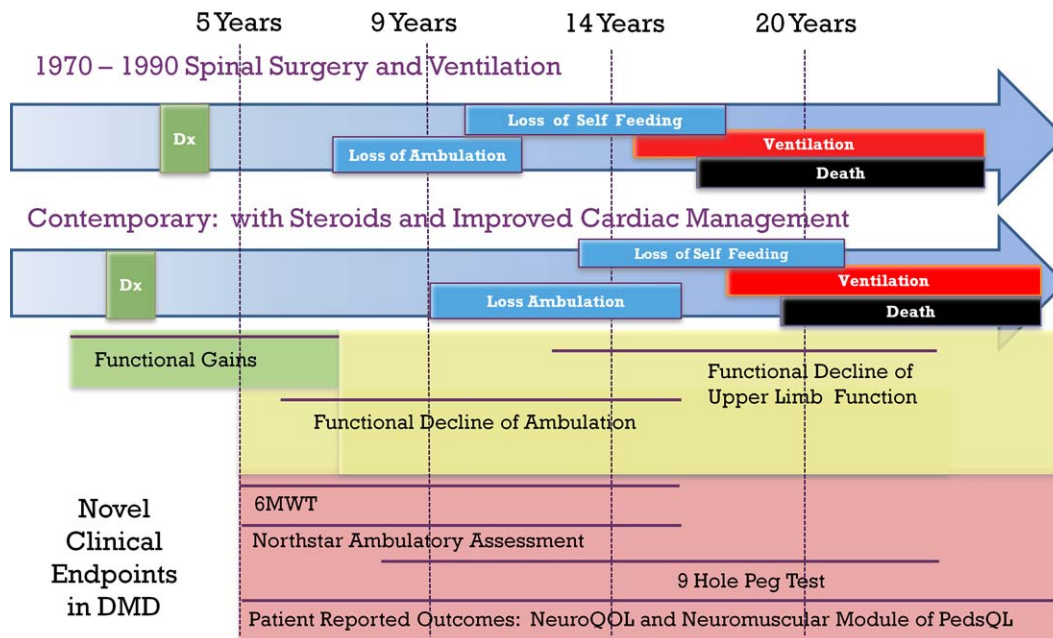 5 Years
9 Years
14 Years
20 Years
1970 – 1990 Spinal Surgery and Ventilation
Dx
Loss of Self Feeding
Loss of Ambulation
Ventilation
Death
Contemporary:  with Steroids and Improved Cardiac Management
Dx
Loss of Self Feeding
Loss Ambulation
Ventilation
Death
Functional Gains
Functional Decline of
Upper Limb Function
Functional Decline of Ambulation
Novel
Clinical
Endpoints
in DMD
6MWT
Northstar Ambulatory Assessment
9 Hole Peg Test
Patient Reported Outcomes: NeuroQOL and Neuromuscular Module of PedsQL